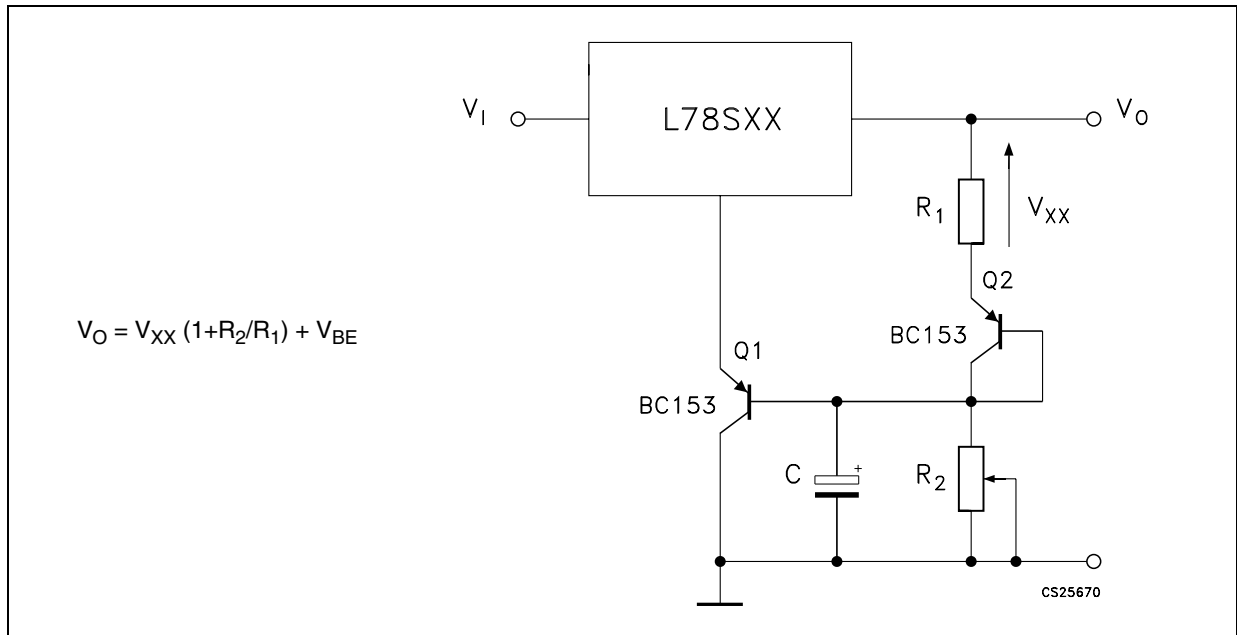 V_I
L78SXX
V_O
R_1
V_XX
Q2
V_O = V_XX (1+R_2/R_1) + V_BE
BC153
Q1
BC153
C
+
R_2
CS25670